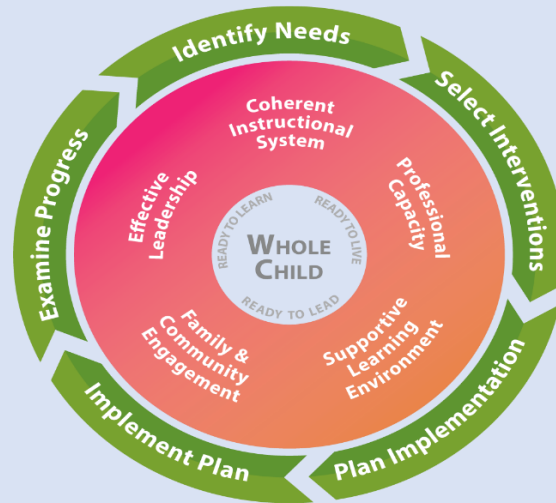 Identify Needs
Select Interventions
Plan Implementation
Implement Plan
Examine Progress
Coherent
Instructional
System
Professional
Capacity
Supportive
Learning
Environment
Family &
Community
Engagement
Effective
Leadership
READY TO LEARN
READY TO LIVE
READY TO LEAD
WHOLE
CHILD